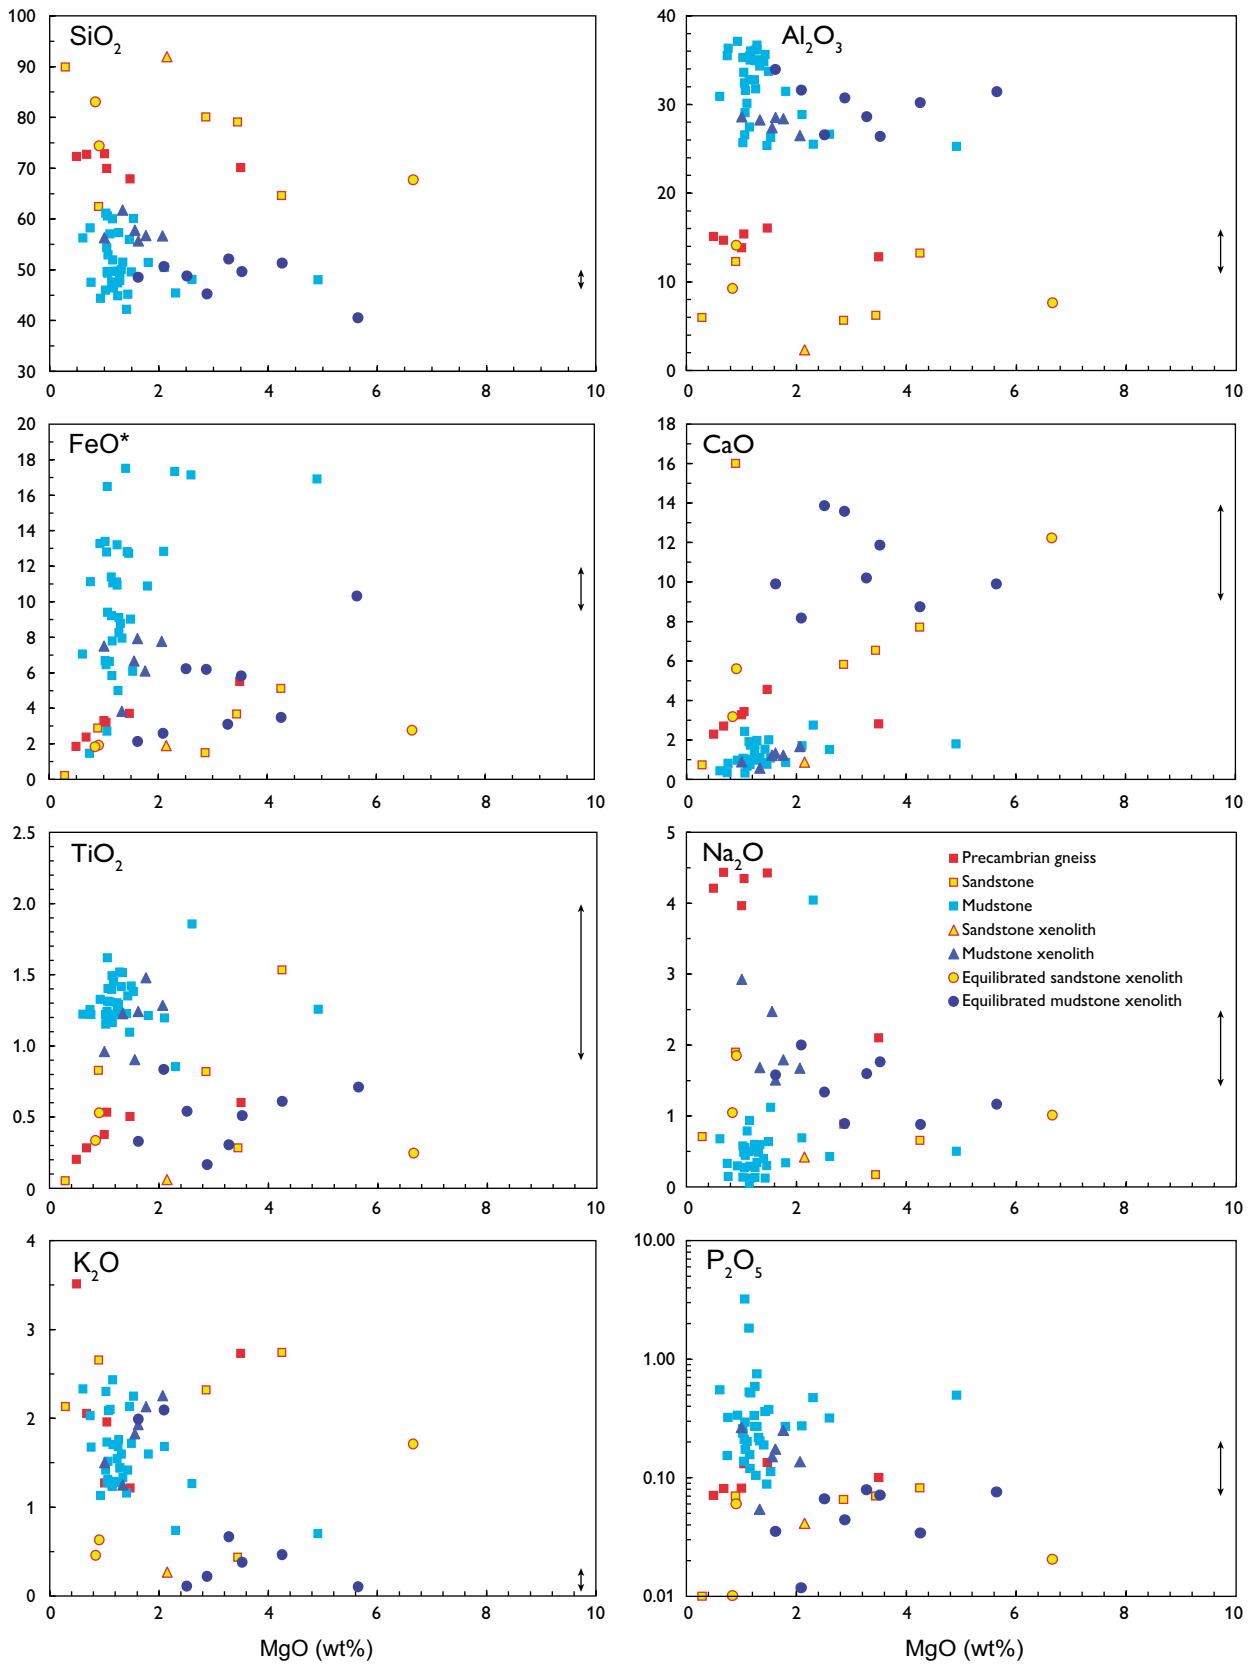 SiO2
100
90
80
70
60
50
40
30
0 2 4 6 8 10
Al2O3
40
30
20
10
0
0 2 4 6 8 10
FeO*
20
18
16
14
12
10
8
6
4
2
0
0 2 4 6 8 10
CaO
18
16
14
12
10
8
6
4
2
0
0 2 4 6 8 10
TiO2
2.5
2.0
1.5
1.0
0.5
0
0 2 4 6 8 10
Na2O
5
4
3
2
1
0
0 2 4 6 8 10
Precambrian gneiss
Sandstone
Mudstone
Sandstone xenolith
Mudstone xenolith
Equilibrated sandstone xenolith
Equilibrated mudstone xenolith
K2O
4
3
2
1
0
0 2 4 6 8 10
MgO (wt%)
P2O5
10.00
1.00
0.10
0.01
0 2 4 6 8 10
MgO (wt%)